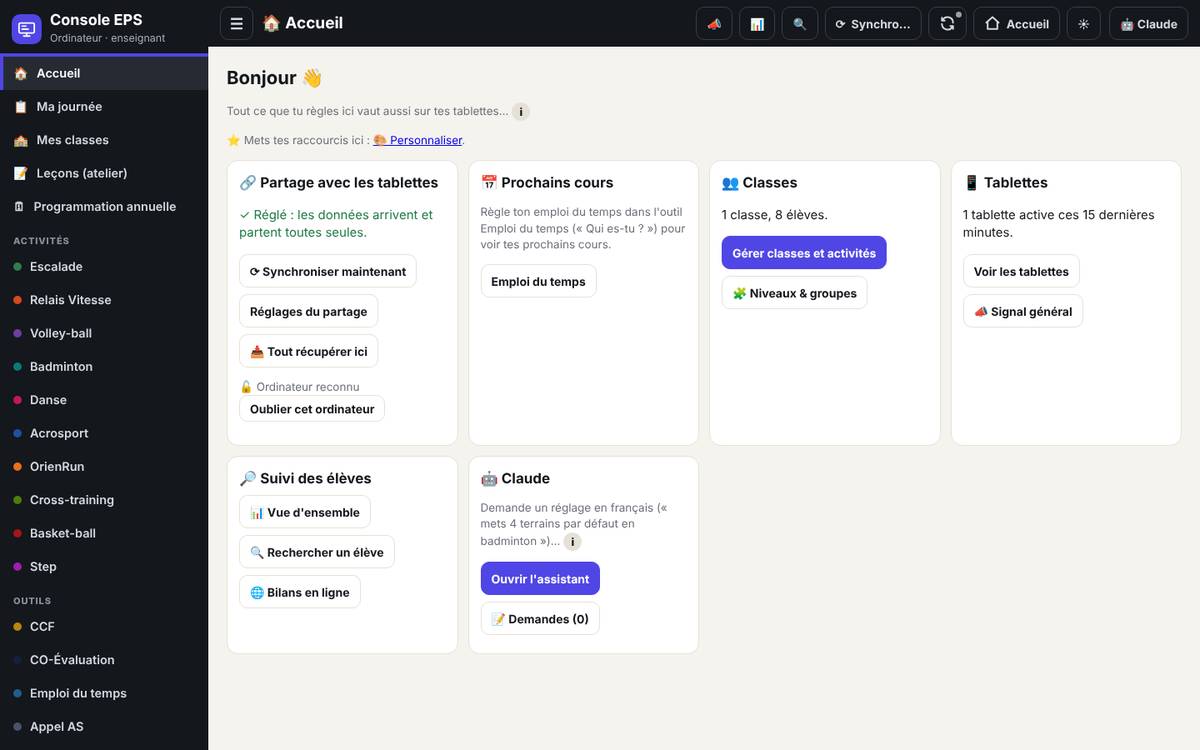 Console EPS
Ordinateur · enseignant
☰
🏠 Accueil
📣
📊
🔍
⟳ Synchro...
Accueil
☀
🤖 Claude
🏠 Accueil
📋 Ma journée
🏫 Mes classes
📝 Leçons (atelier)
🗓 Programmation annuelle
ACTIVITÉS
Escalade
Relais Vitesse
Volley-ball
Badminton
Danse
Acrosport
OrienRun
Cross-training
Basket-ball
Step
OUTILS
CCF
CO-Évaluation
Emploi du temps
Appel AS
Bonjour 👋
Tout ce que tu règles ici vaut aussi sur tes tablettes... i
⭐ Mets tes raccourcis ici : 🎨 Personnaliser.
🔗 Partage avec les tablettes
✓ Réglé : les données arrivent et
partent toutes seules.
⟳ Synchroniser maintenant
Réglages du partage
📥 Tout récupérer ici
🔓 Ordinateur reconnu
Oublier cet ordinateur
📅 Prochains cours
Règle ton emploi du temps dans l'outil
Emploi du temps (« Qui es-tu ? ») pour
voir tes prochains cours.
Emploi du temps
👥 Classes
1 classe, 8 élèves.
Gérer classes et activités
🧩 Niveaux & groupes
📱 Tablettes
1 tablette active ces 15 dernières
minutes.
Voir les tablettes
📣 Signal général
🔎 Suivi des élèves
📊 Vue d'ensemble
🔍 Rechercher un élève
🌐 Bilans en ligne
🤖 Claude
Demande un réglage en français («
mets 4 terrains par défaut en
badminton »)... i
Ouvrir l'assistant
📝 Demandes (0)